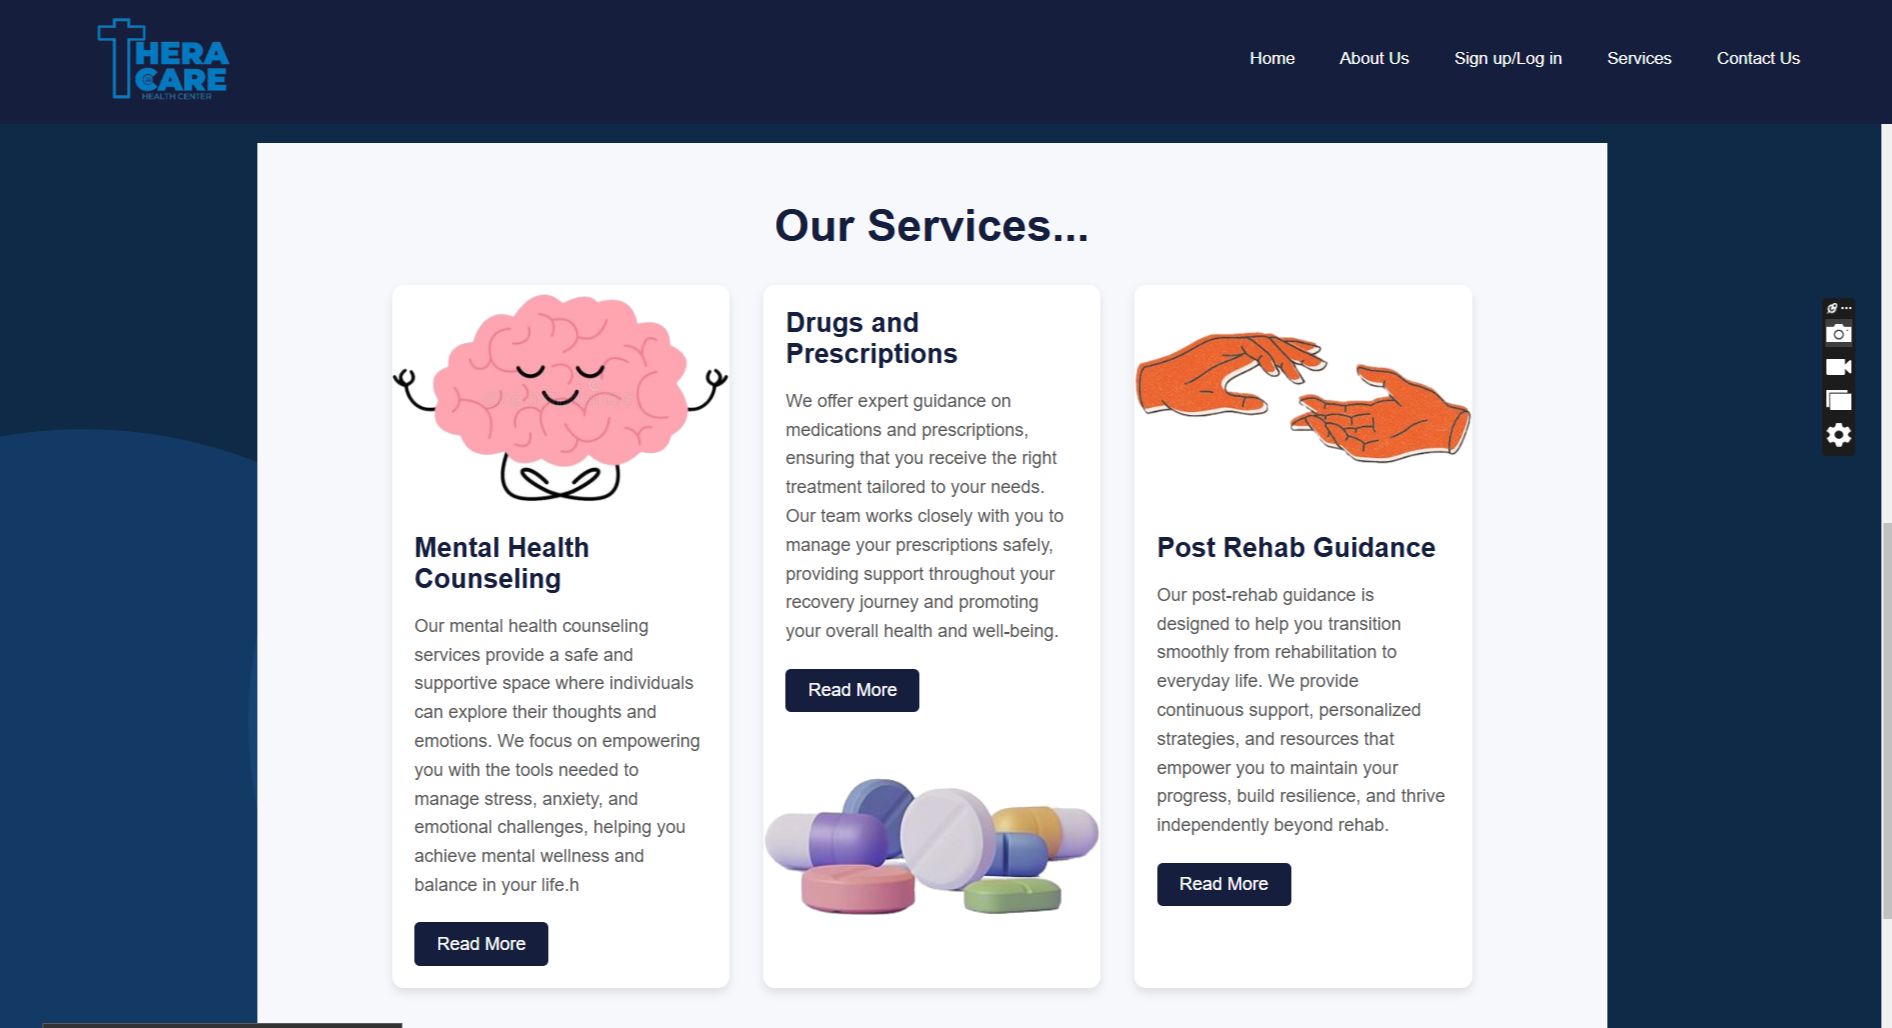 THERA
CARE
HEALTH CENTER
Home
About Us
Sign up/Log in
Services
Contact Us
Our Services...
Mental Health
Counseling
Our mental health counseling
services provide a safe and
supportive space where individuals
can explore their thoughts and
emotions. We focus on empowering
you with the tools needed to
manage stress, anxiety, and
emotional challenges, helping you
achieve mental wellness and
balance in your life.h
Read More
Drugs and
Prescriptions
We offer expert guidance on
medications and prescriptions,
ensuring that you receive the right
treatment tailored to your needs.
Our team works closely with you to
manage your prescriptions safely,
providing support throughout your
recovery journey and promoting
your overall health and well-being.
Read More
Post Rehab Guidance
Our post-rehab guidance is
designed to help you transition
smoothly from rehabilitation to
everyday life. We provide
continuous support, personalized
strategies, and resources that
empower you to maintain your
progress, build resilience, and thrive
independently beyond rehab.
Read More